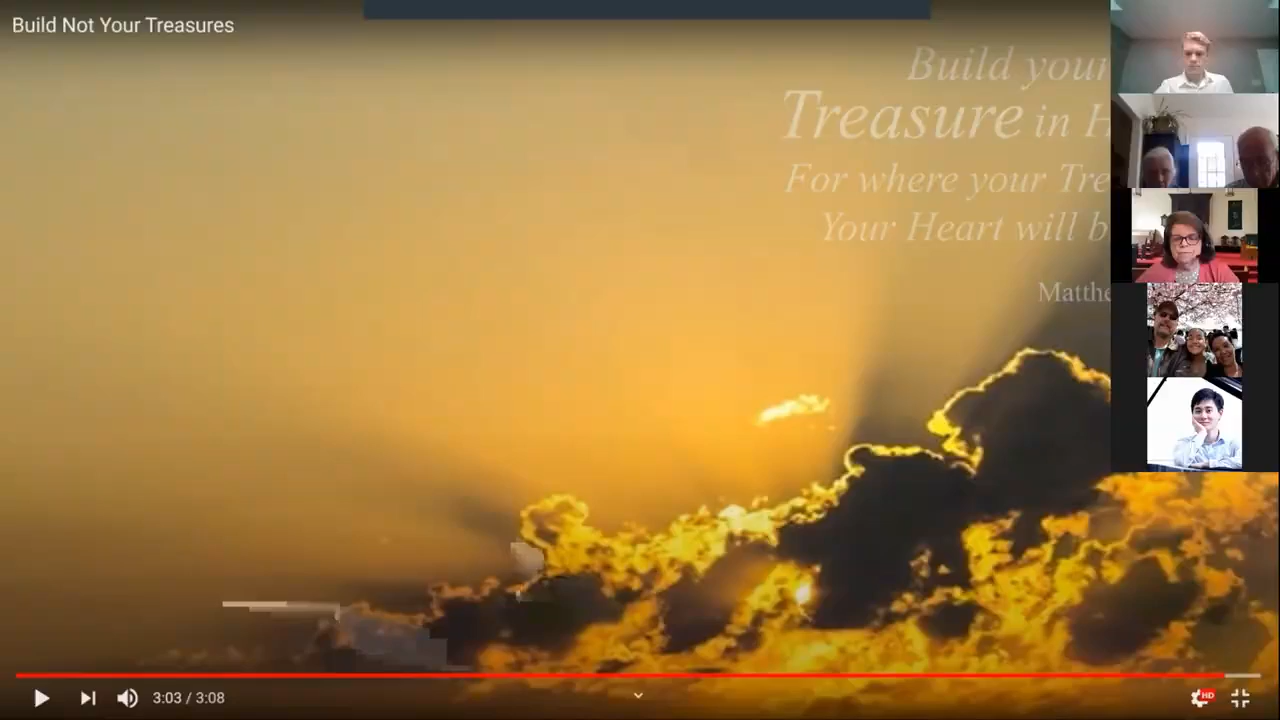 Build Not Your Treasures
Build your
Treasure in H
For where your Tre
Your Heart will b
Matthe
3:03 / 3:08
HD